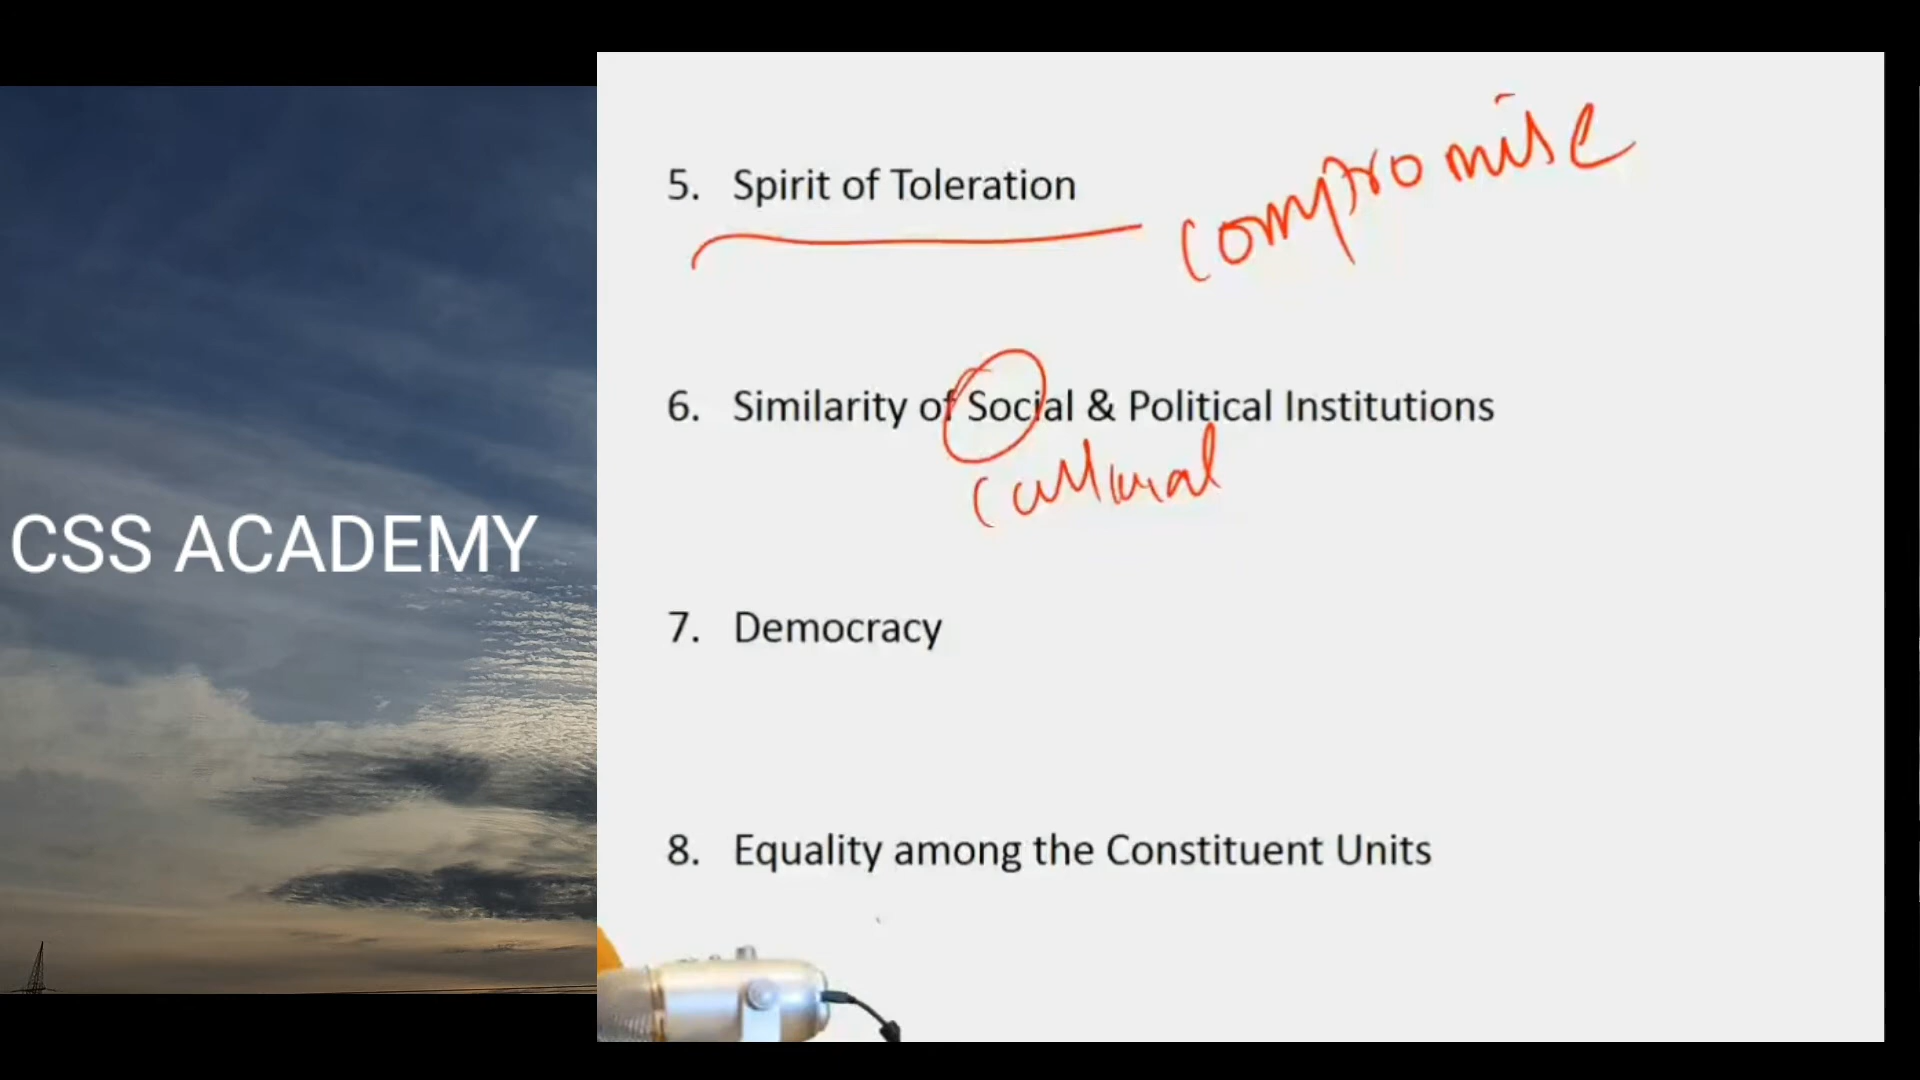 CSS ACADEMY
5. Spirit of Toleration
compromise
6. Similarity of Social & Political Institutions
cultural
7. Democracy
8. Equality among the Constituent Units